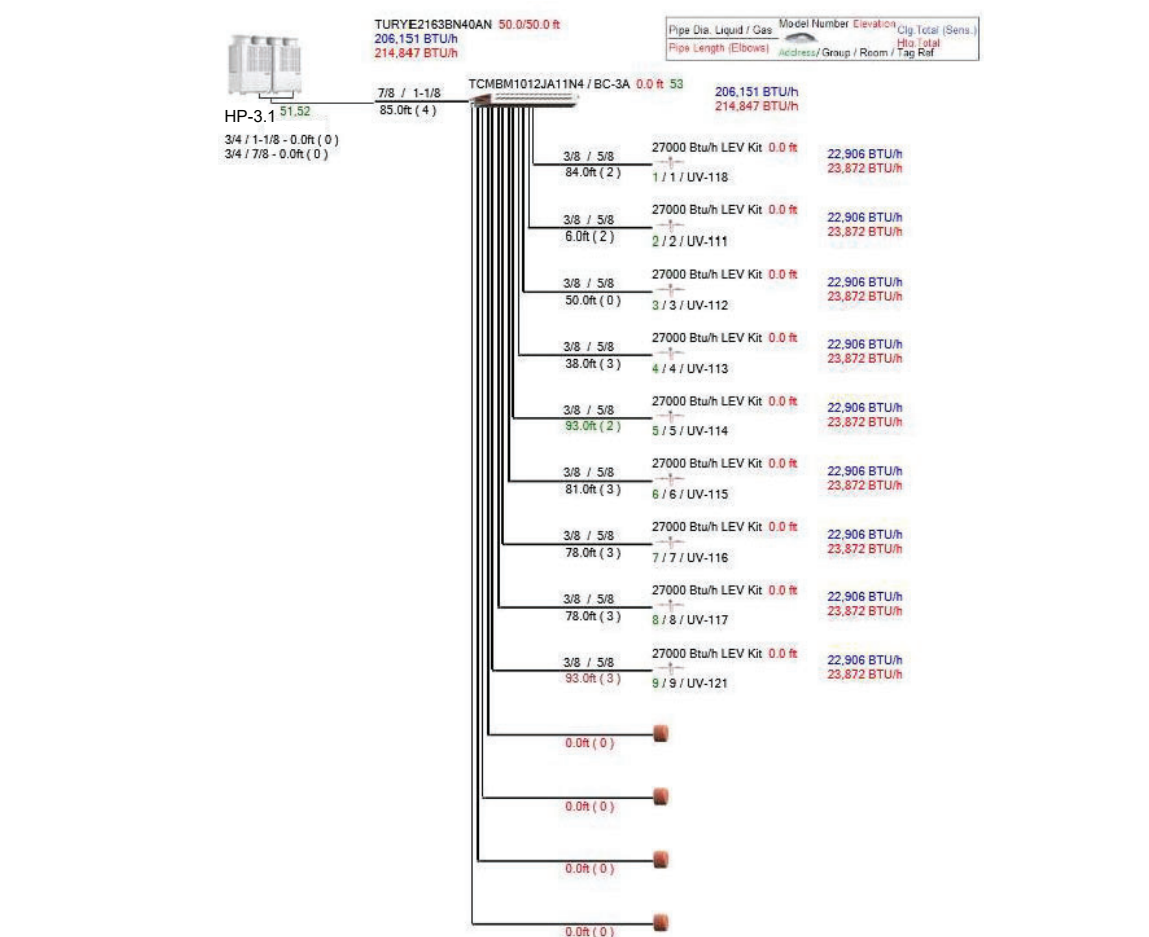 TURYE2163BN40AN 50.0/50.0 ft
206,151 BTU/h
214,847 BTU/h
Pipe Dia. Liquid / Gas
Pipe Length (Elbows)
Model Number Elevation
Address/ Group / Room / Tag Ref
Clg.Total (Sens.)
Htg.Total
HP-3.1 51,52
3/4 / 1-1/8 - 0.0ft ( 0 )
3/4 / 7/8 - 0.0ft ( 0 )
7/8 / 1-1/8
85.0ft ( 4 )
TCMBM1012JA11N4 / BC-3A 0.0 ft 53
206,151 BTU/h
214,847 BTU/h
3/8 / 5/8
84.0ft ( 2 )
27000 Btu/h LEV Kit 0.0 ft
1 / 1 / UV-118
22,906 BTU/h
23,872 BTU/h
3/8 / 5/8
6.0ft ( 2 )
27000 Btu/h LEV Kit 0.0 ft
2 / 2 / UV-111
22,906 BTU/h
23,872 BTU/h
3/8 / 5/8
50.0ft ( 0 )
27000 Btu/h LEV Kit 0.0 ft
3 / 3 / UV-112
22,906 BTU/h
23,872 BTU/h
3/8 / 5/8
38.0ft ( 3 )
27000 Btu/h LEV Kit 0.0 ft
4 / 4 / UV-113
22,906 BTU/h
23,872 BTU/h
3/8 / 5/8
93.0ft ( 2 )
27000 Btu/h LEV Kit 0.0 ft
5 / 5 / UV-114
22,906 BTU/h
23,872 BTU/h
3/8 / 5/8
81.0ft ( 3 )
27000 Btu/h LEV Kit 0.0 ft
6 / 6 / UV-115
22,906 BTU/h
23,872 BTU/h
3/8 / 5/8
78.0ft ( 3 )
27000 Btu/h LEV Kit 0.0 ft
7 / 7 / UV-116
22,906 BTU/h
23,872 BTU/h
3/8 / 5/8
78.0ft ( 3 )
27000 Btu/h LEV Kit 0.0 ft
8 / 8 / UV-117
22,906 BTU/h
23,872 BTU/h
3/8 / 5/8
93.0ft ( 3 )
27000 Btu/h LEV Kit 0.0 ft
9 / 9 / UV-121
22,906 BTU/h
23,872 BTU/h
0.0ft ( 0 )
0.0ft ( 0 )
0.0ft ( 0 )
0.0ft ( 0 )